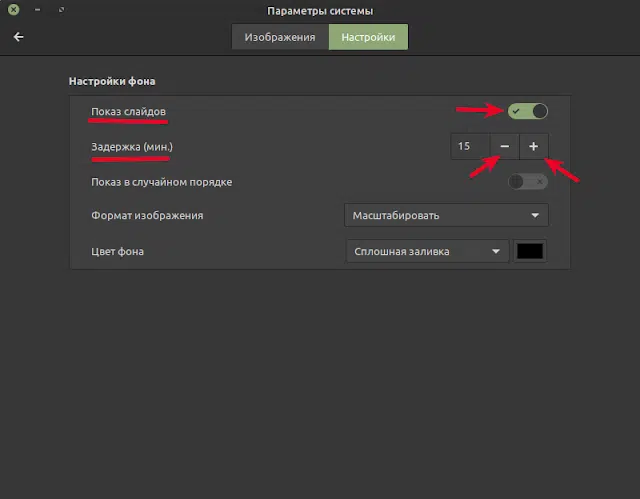 Параметры системы
Изображения
Настройки
Настройки фона
Показ слайдов
Задержка (мин.)
15
Показ в случайном порядке
Формат изображения
Масштабировать
Цвет фона
Сплошная заливка